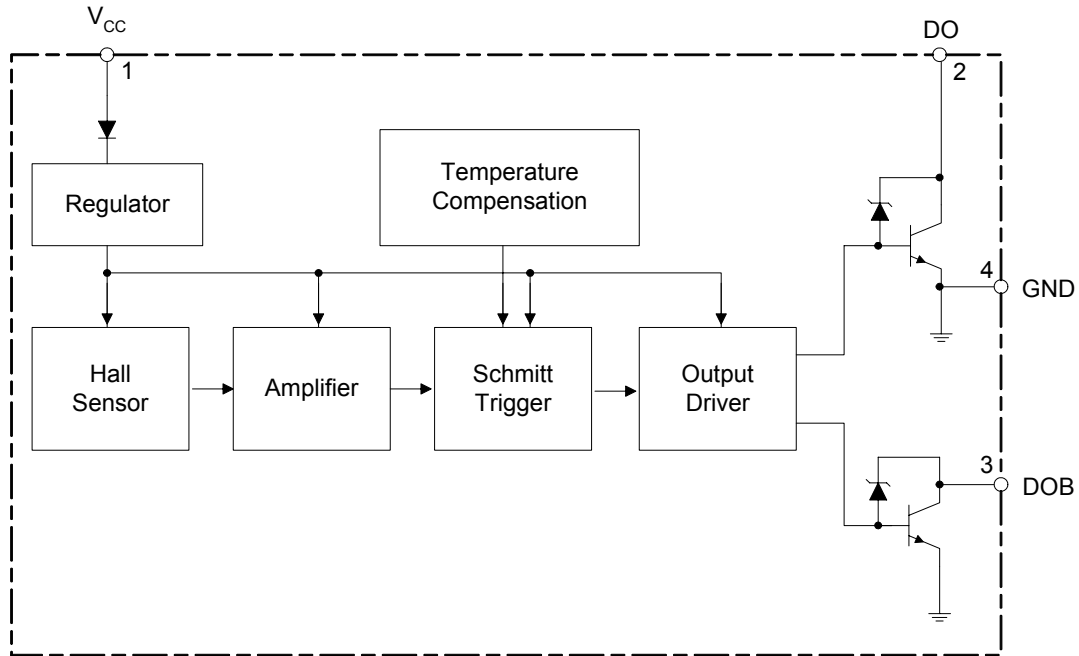 VCC
DO
1
2
Temperature
Compensation
Regulator
4
GND
Hall
Sensor
Amplifier
Schmitt
Trigger
Output
Driver
3
DOB